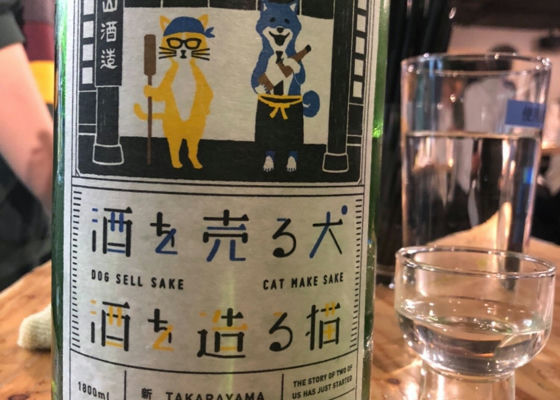 山酒造
酒を売る犬
DOG SELL SAKE
CAT MAKE SAKE
酒を造る猫
1800ml
新
TAKARAYAMA
THE STORY OF TWO OF
US HAS JUST STARTED